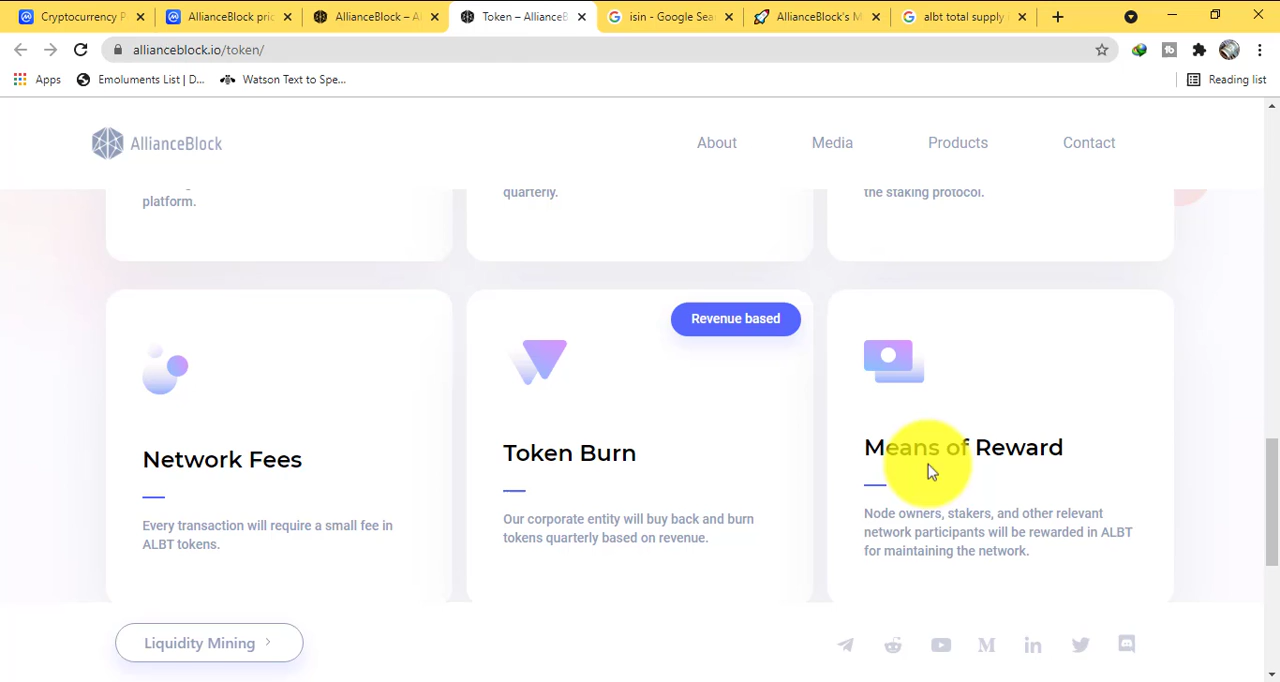 Cryptocurrency P
AllianceBlock pric
AllianceBlock – Al
Token – AllianceB
isin - Google Sea
AllianceBlock's M
albt total supply
allianceblock.io/token/
Apps
Emoluments List | D...
Watson Text to Spe...
Reading list
AllianceBlock
About
Media
Products
Contact
platform.
quarterly.
the staking protocol.
Revenue based
Network Fees
Token Burn
Means of Reward
Every transaction will require a small fee in
ALBT tokens.
Our corporate entity will buy back and burn
tokens quarterly based on revenue.
Node owners, stakers, and other relevant
network participants will be rewarded in ALBT
for maintaining the network.
Liquidity Mining